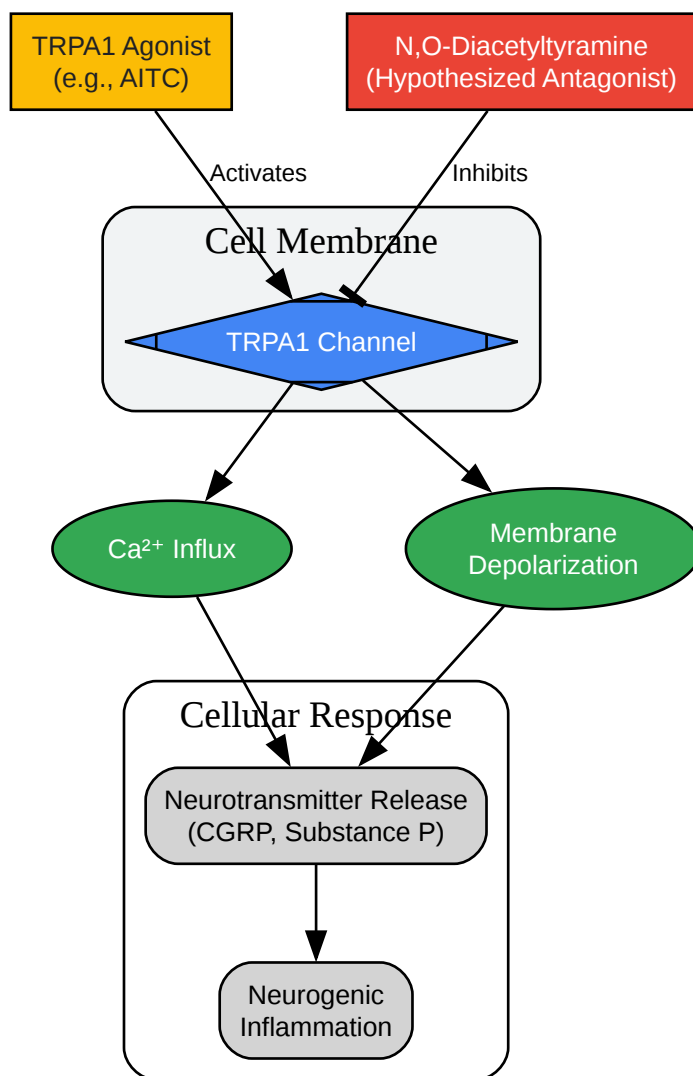 TRPA1 Agonist
(e.g., AITC)
N,O-Diacetyltyramine
(Hypothesized Antagonist)
Activates
Inhibits
Cell Membrane
TRPA1 Channel
Ca²⁺ Influx
Membrane
Depolarization
Cellular Response
Neurotransmitter Release
(CGRP, Substance P)
Neurogenic
Inflammation